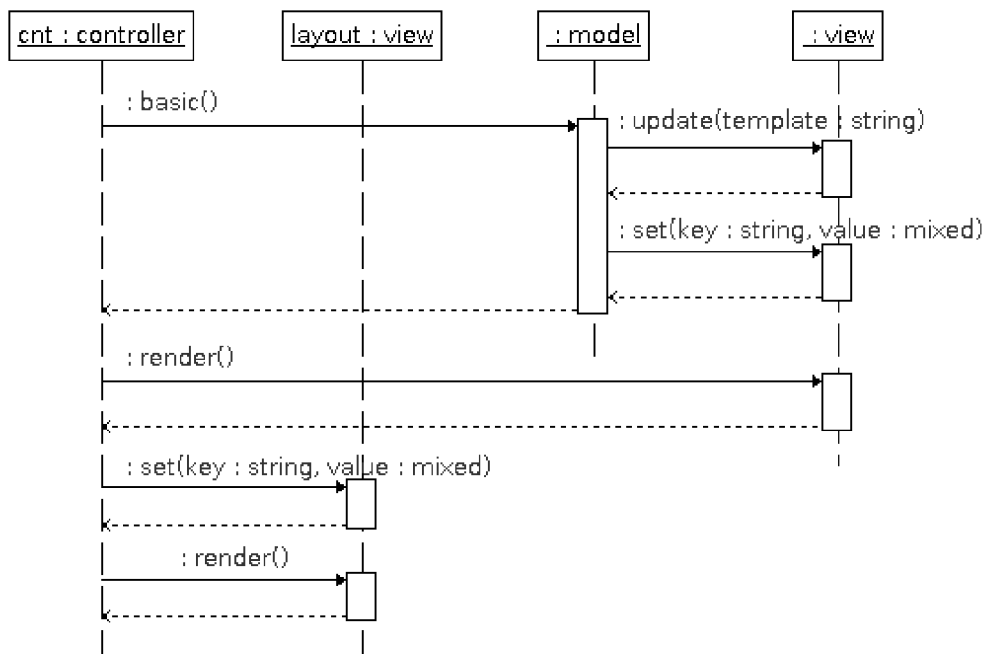 cnt : controller
layout : view
: model
: view
: basic()
: update(template : string)
: set(key : string, value : mixed)
: render()
: set(key : string, value : mixed)
: render()